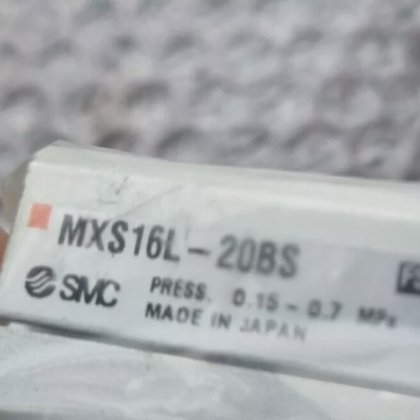 MXS16L-20BS
SMC PRESS. 0.15-0.7 MPa
MADE IN JAPAN